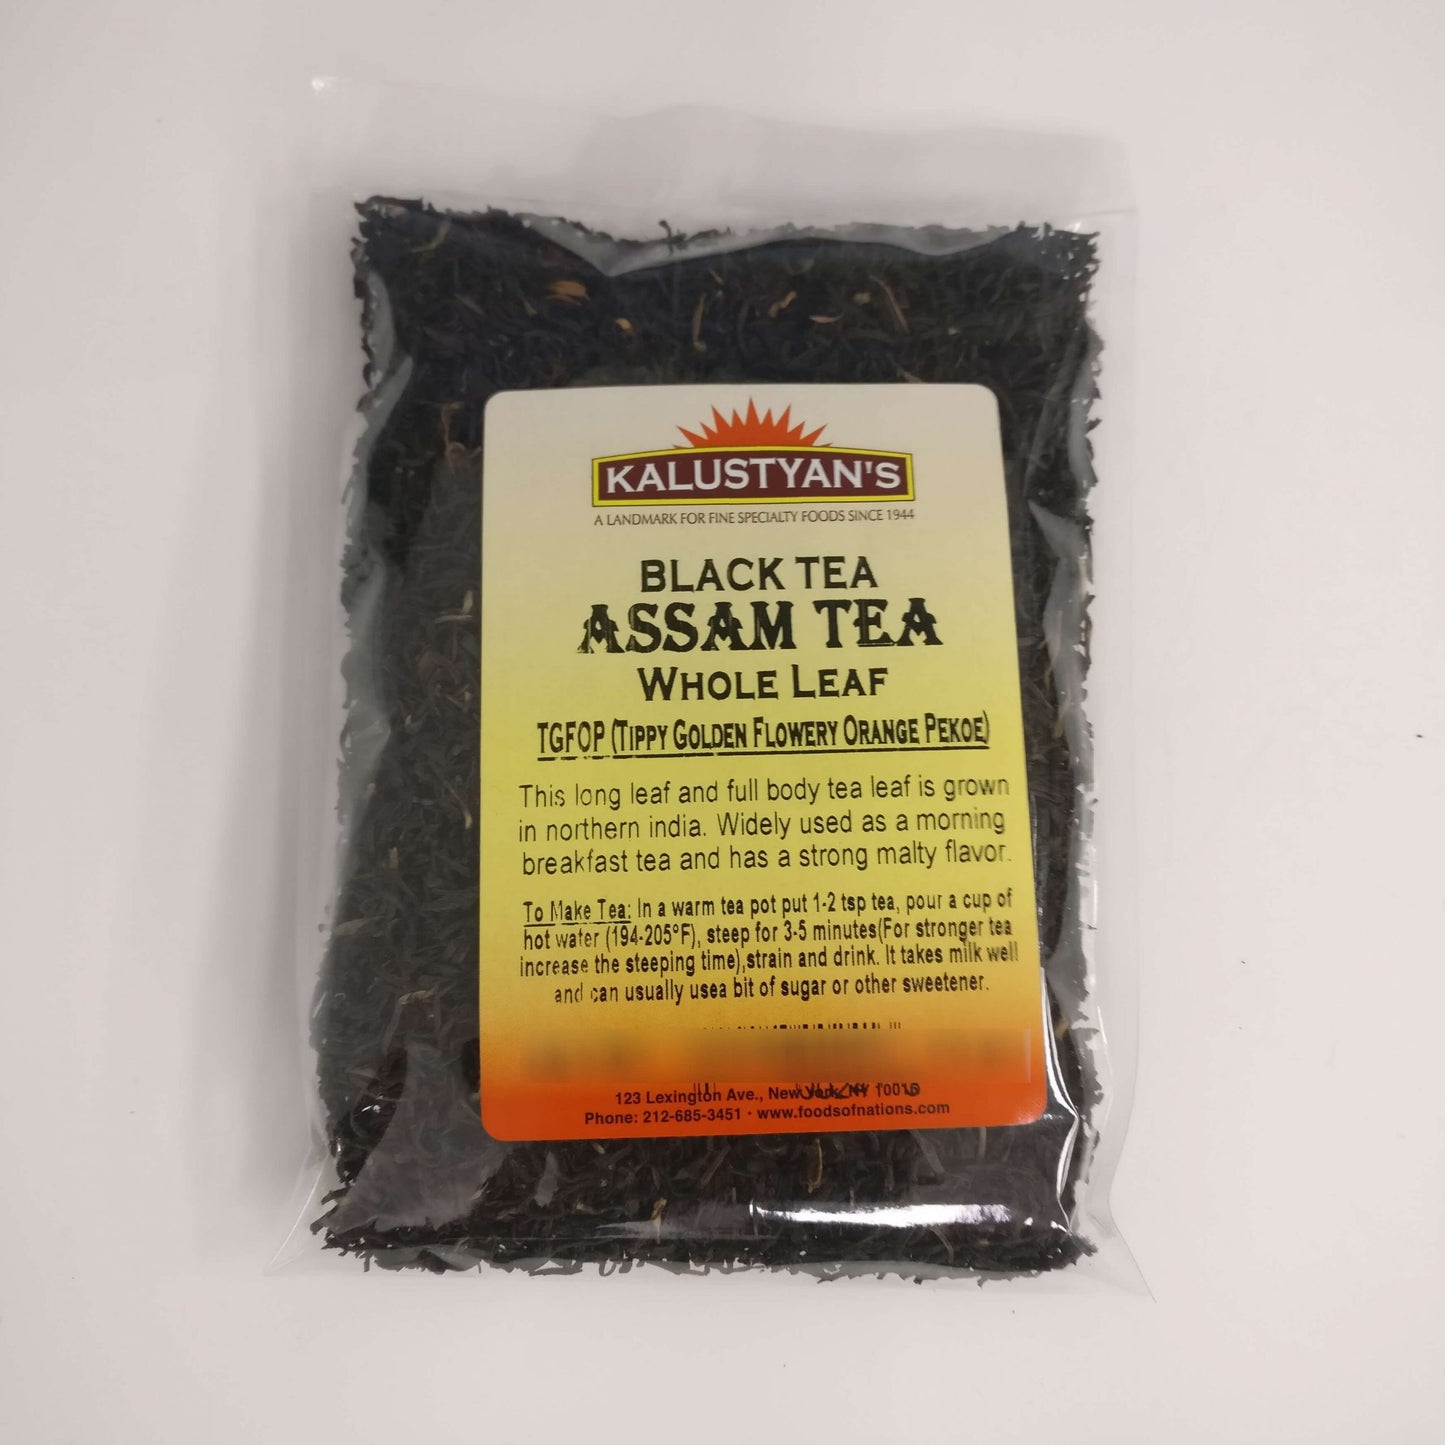 KALUSTYAN'S
A LANDMARK FOR FINE SPECIALTY FOODS SINCE 1944
BLACK TEA
ASSAM TEA
WHOLE LEAF
TGFOP (TIPPY GOLDEN FLOWERY ORANGE PEKOE)
This long leaf and full body tea leaf is grown
in northern india. Widely used as a morning
breakfast tea and has a strong malty flavor.
To Make Tea: In a warm tea pot put 1-2 tsp tea, pour a cup of
hot water (194-205°F), steep for 3-5 minutes(For stronger tea
increase the steeping time),strain and drink. It takes milk well
and can usually usea bit of sugar or other sweetener.
123 Lexington Ave., New York, NY 10016
Phone: 212-685-3451 · www.foodsofnations.com